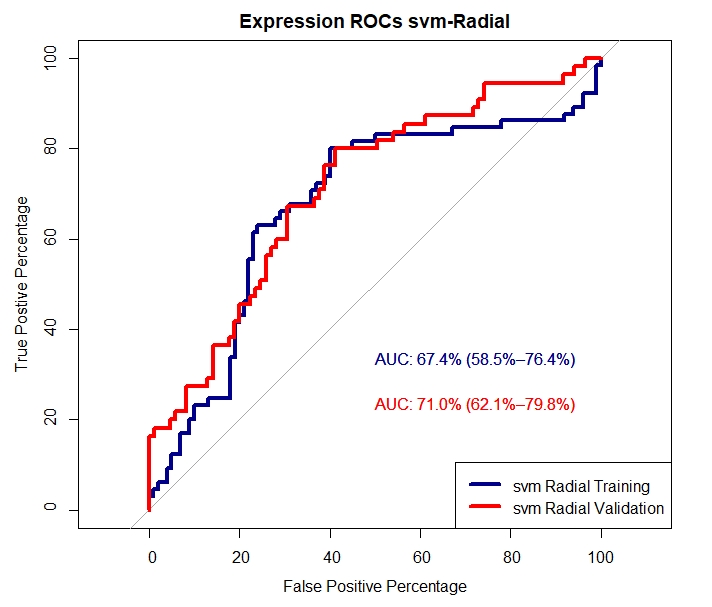 Expression ROCs svm-Radial
True Postive Percentage
100
80
60
40
20
0
AUC: 67.4% (58.5%–76.4%)
AUC: 71.0% (62.1%–79.8%)
svm Radial Training
svm Radial Validation
0 20 40 60 80 100
False Positive Percentage